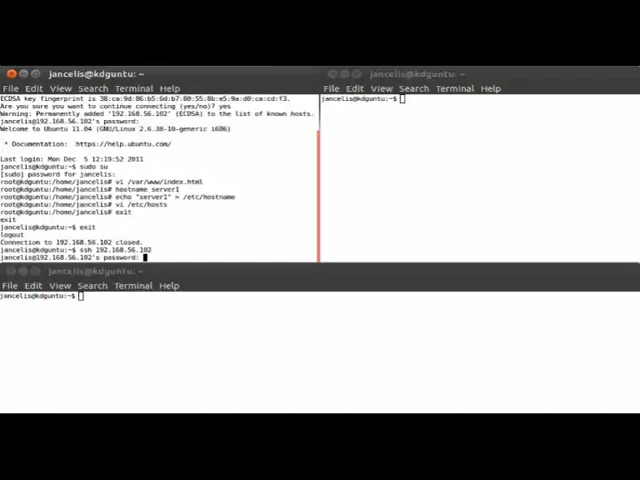 jancelis@kdguntu: ~
File Edit View Search Terminal Help
ECDSA key fingerprint is 38:ca:9d:86:b5:6d:b7:80:55:8b:e5:9a:d0:ca:cd:f3.
Are you sure you want to continue connecting (yes/no)? yes
Warning: Permanently added '192.168.56.102' (ECDSA) to the list of known hosts.
jancelis@192.168.56.102's password:
Welcome to Ubuntu 11.04 (GNU/Linux 2.6.38-10-generic i686)
* Documentation: https://help.ubuntu.com/
Last login: Mon Dec 5 12:19:52 2011
jancelis@kdguntu:~$ sudo su
[sudo] password for jancelis:
root@kdguntu:/home/jancelis# vi /var/www/index.html
root@kdguntu:/home/jancelis# hostname server1
root@kdguntu:/home/jancelis# echo "server1" > /etc/hostname
root@kdguntu:/home/jancelis# vi /etc/hosts
root@kdguntu:/home/jancelis# exit
exit
jancelis@kdguntu:~$ exit
logout
Connection to 192.168.56.102 closed.
jancelis@kdguntu:~$ ssh 192.168.56.102
jancelis@192.168.56.102's password:
jancelis@kdguntu: ~
File Edit View Search Terminal Help
jancelis@kdguntu:~$
jancelis@kdguntu: ~
File Edit View Search Terminal Help
jancelis@kdguntu:~$